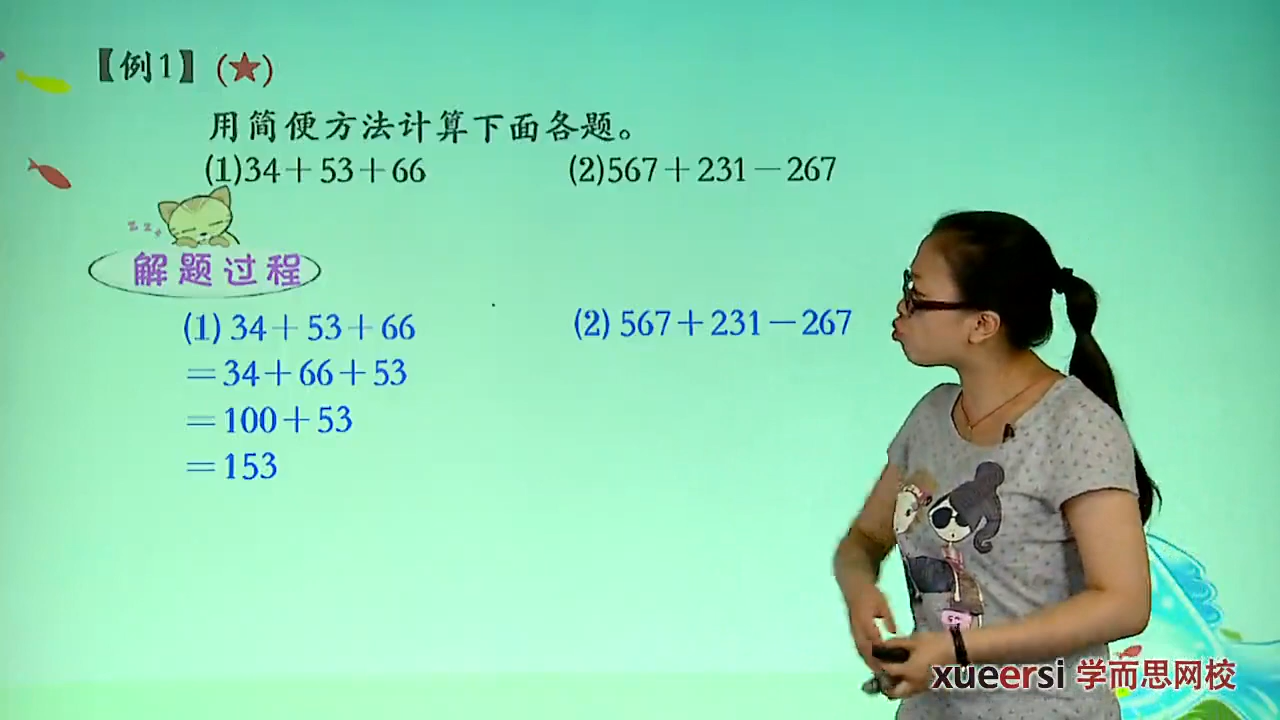 【例1】(★)
用简便方法计算下面各题。
(1)34＋53＋66
(2)567＋231－267
解题过程
(1) 34＋53＋66
＝34＋66＋53
＝100＋53
＝153
(2) 567＋231－267
xueersi 学而思网校